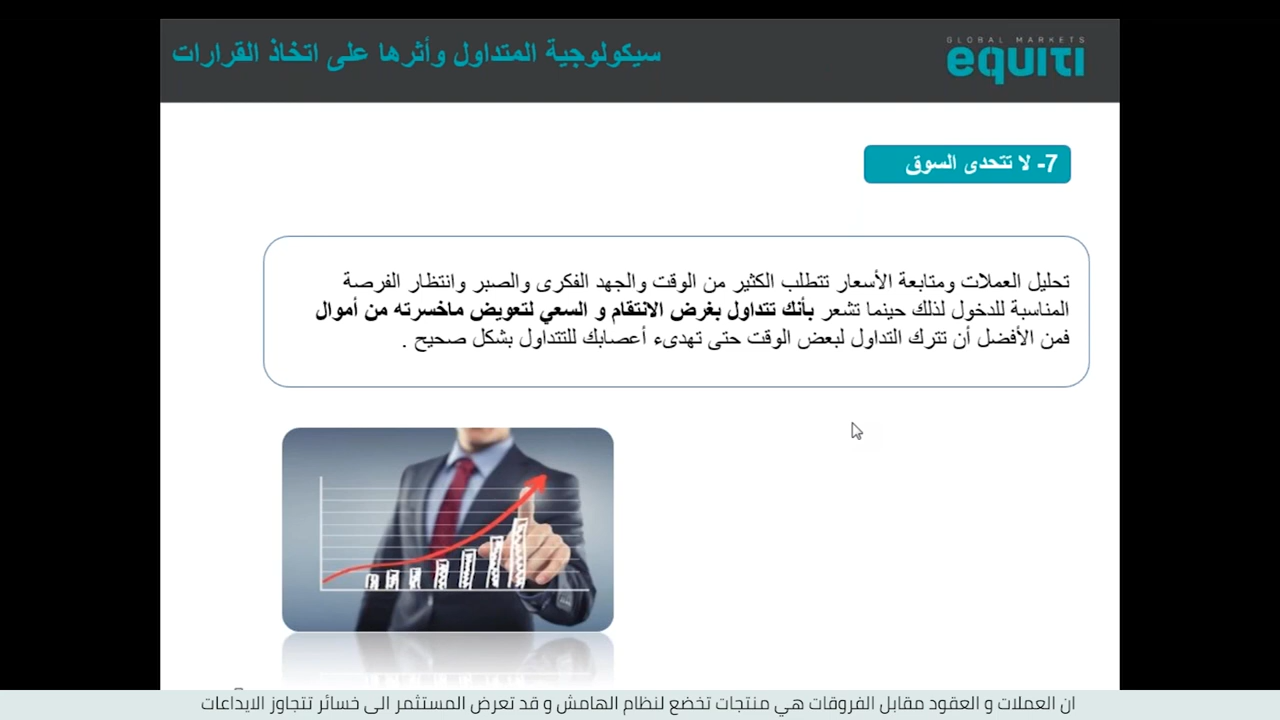 سيكولوجية المتداول وأثرها على اتخاذ القرارات
GLOBAL MARKETS
equiti
7- لا تتحدى السوق
تحليل العملات ومتابعة الأسعار تتطلب الكثير من الوقت والجهد الفكرى والصبر وانتظار الفرصة
المناسبة للدخول لذلك حينما تشعر بأنك تتداول بغرض الانتقام و السعي لتعويض ماخسرته من أموال
فمن الأفضل أن تترك التداول لبعض الوقت حتى تهدىء أعصابك للتتداول بشكل صحيح .
ان العملات و العقود مقابل الفروقات هي منتجات تخضع لنظام الهامش و قد تعرض المستثمر الى خسائر تتجاوز الايداعات